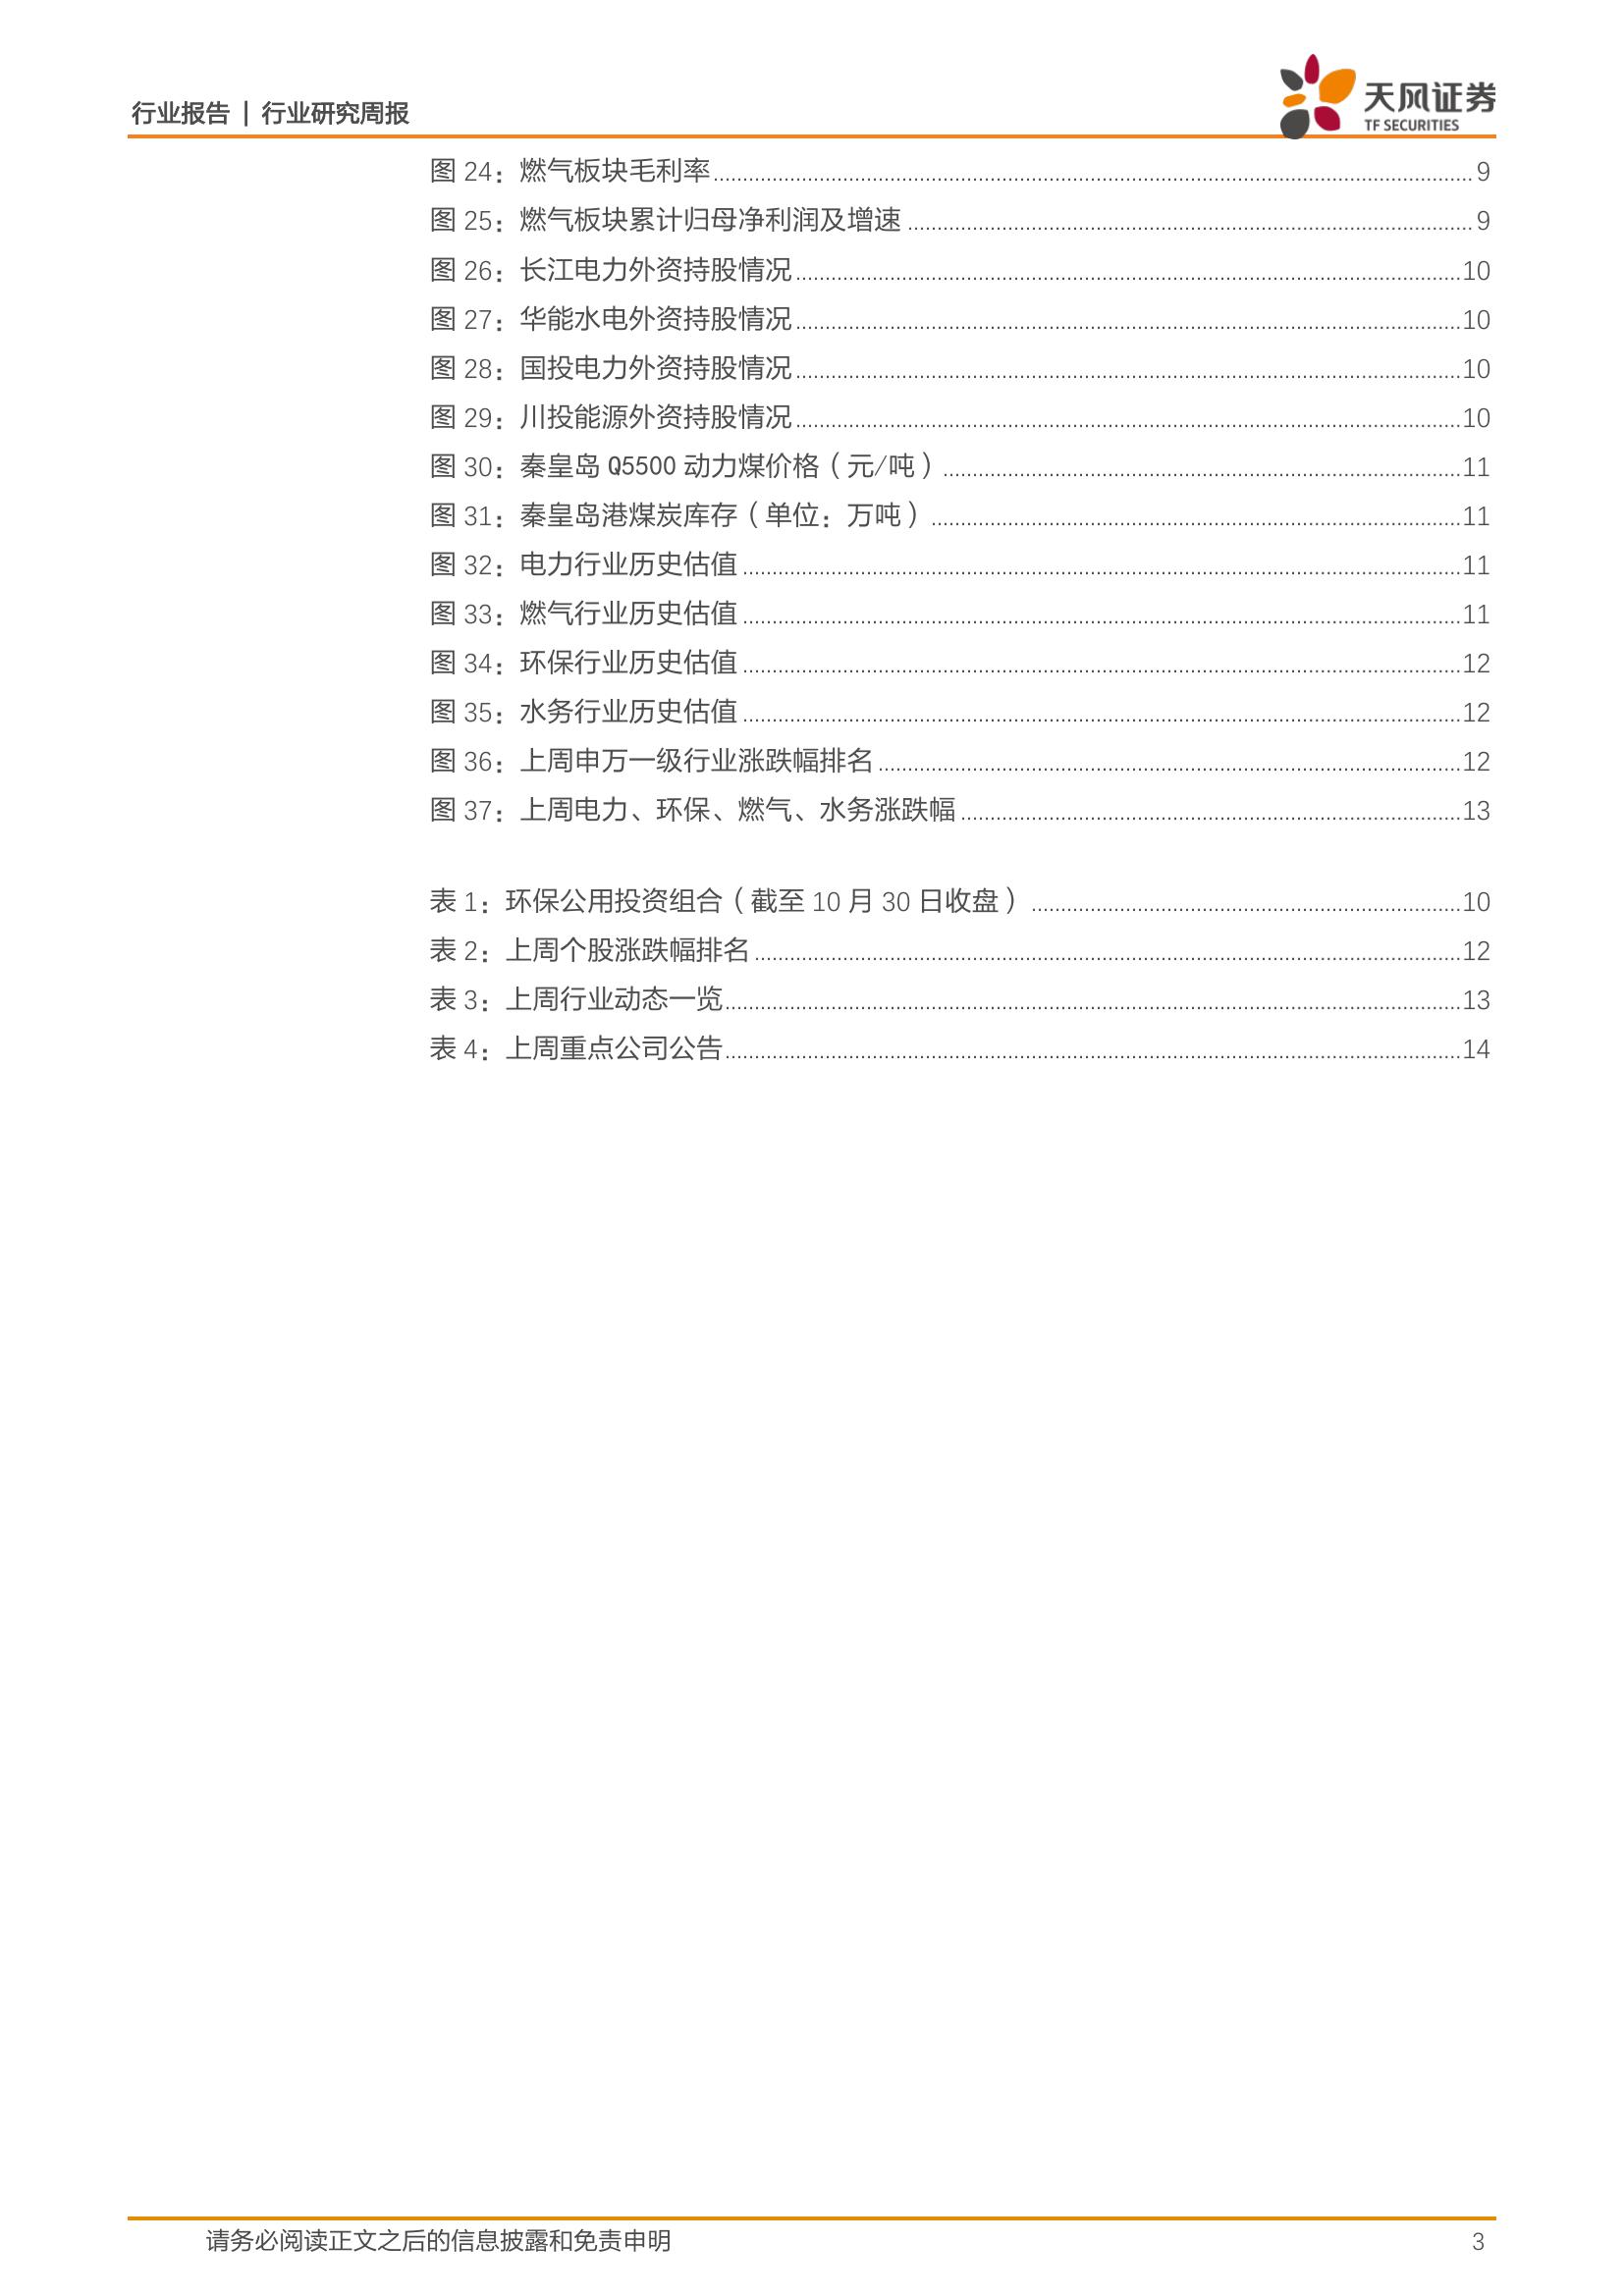 行业报告 | 行业研究周报
天风证券
TF SECURITIES
图 24：燃气板块毛利率 9
图 25：燃气板块累计归母净利润及增速 9
图 26：长江电力外资持股情况 10
图 27：华能水电外资持股情况 10
图 28：国投电力外资持股情况 10
图 29：川投能源外资持股情况 10
图 30：秦皇岛 Q5500 动力煤价格（元/吨） 11
图 31：秦皇岛港煤炭库存（单位：万吨） 11
图 32：电力行业历史估值 11
图 33：燃气行业历史估值 11
图 34：环保行业历史估值 12
图 35：水务行业历史估值 12
图 36：上周申万一级行业涨跌幅排名 12
图 37：上周电力、环保、燃气、水务涨跌幅 13
表 1：环保公用投资组合（截至 10 月 30 日收盘） 10
表 2：上周个股涨跌幅排名 12
表 3：上周行业动态一览 13
表 4：上周重点公司公告 14
请务必阅读正文之后的信息披露和免责申明 3